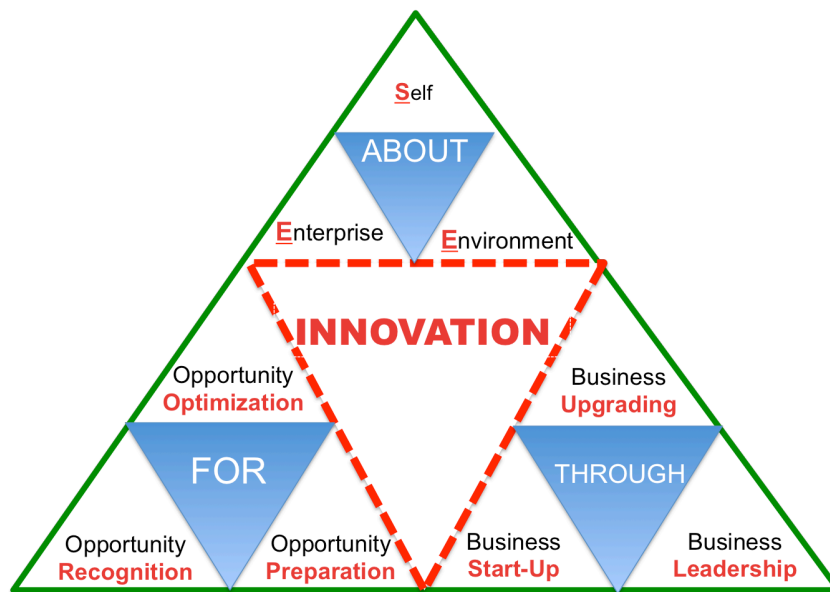 Self
ABOUT
Enterprise
Environment
INNOVATION
Opportunity
Optimization
Business
Upgrading
FOR
THROUGH
Opportunity
Recognition
Opportunity
Preparation
Business
Start-Up
Business
Leadership